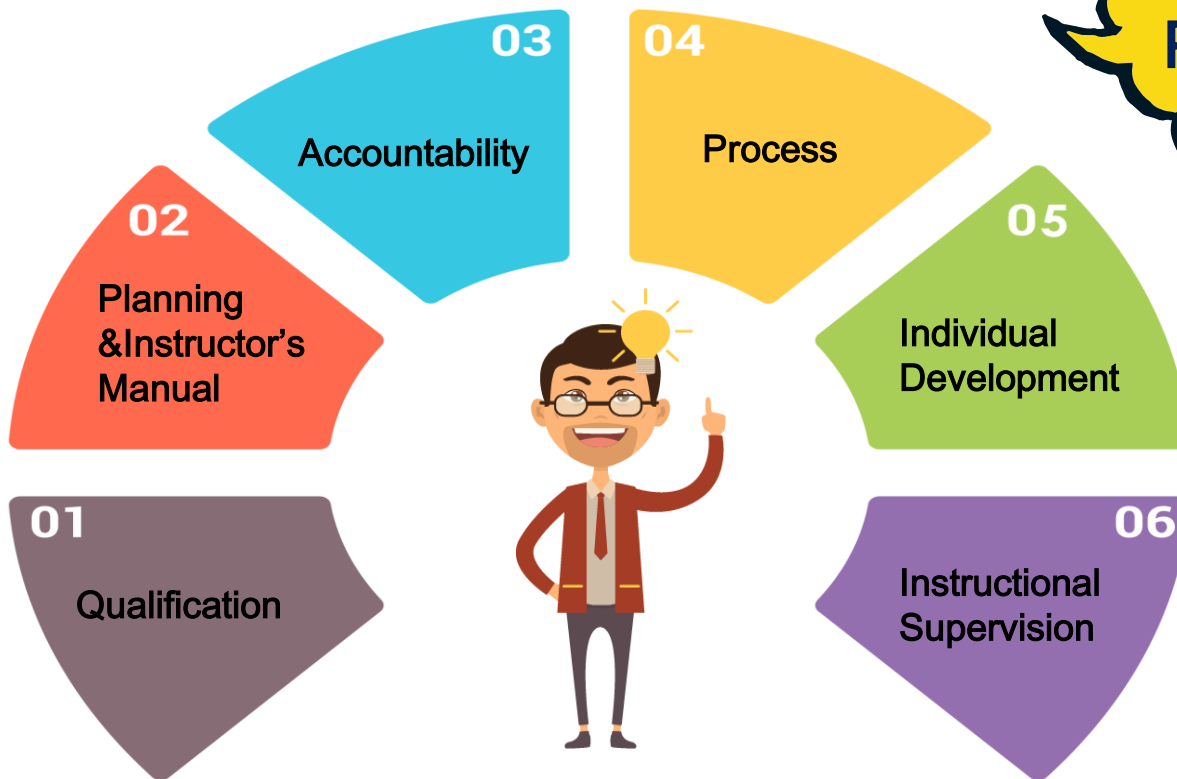 01
Qualification
02
Planning
&Instructor’s
Manual
03
Accountability
04
Process
05
Individual
Development
06
Instructional
Supervision